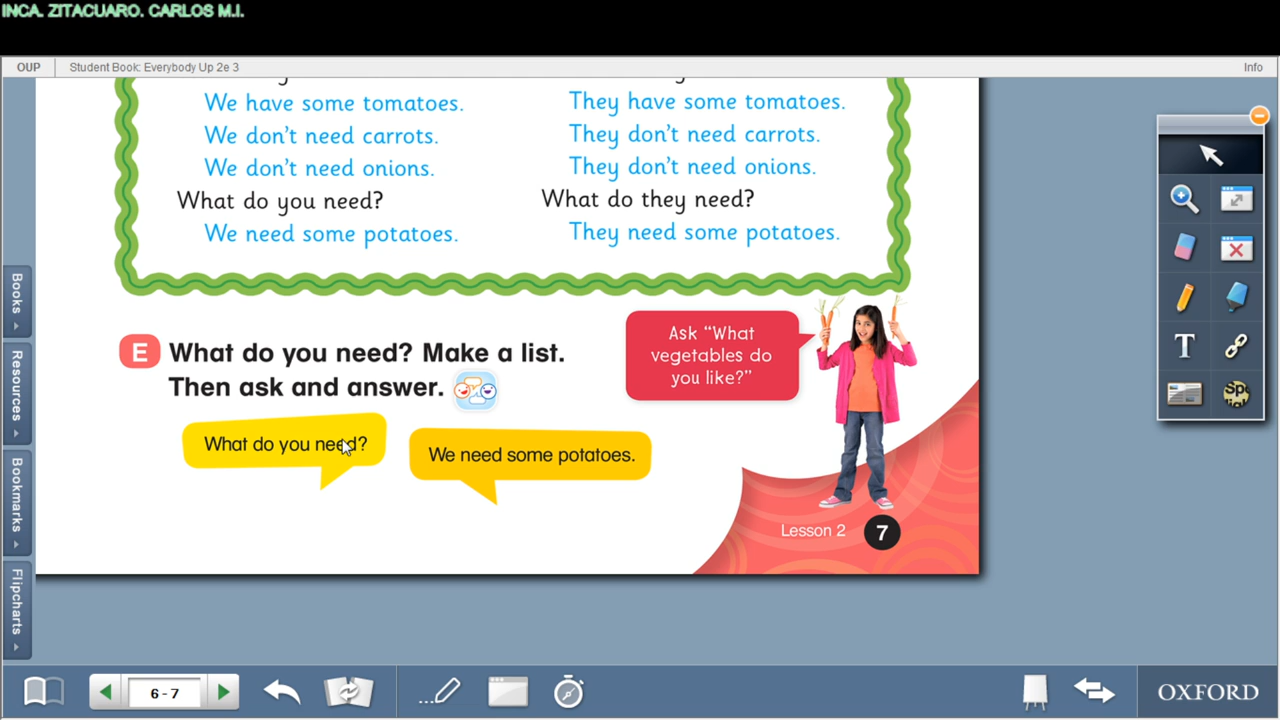 INCA. ZITACUARO. CARLOS M.I.
OUP
Student Book: Everybody Up 2e 3
Info
We have some tomatoes.
We don't need carrots.
We don't need onions.
What do you need?
We need some potatoes.
They have some tomatoes.
They don't need carrots.
They don't need onions.
What do they need?
They need some potatoes.
E What do you need? Make a list.
Then ask and answer.
Ask “What
vegetables do
you like?”
What do you need?
We need some potatoes.
Lesson 2 7
Books
Resources
Bookmarks
Flipcharts
T
6 - 7
OXFORD